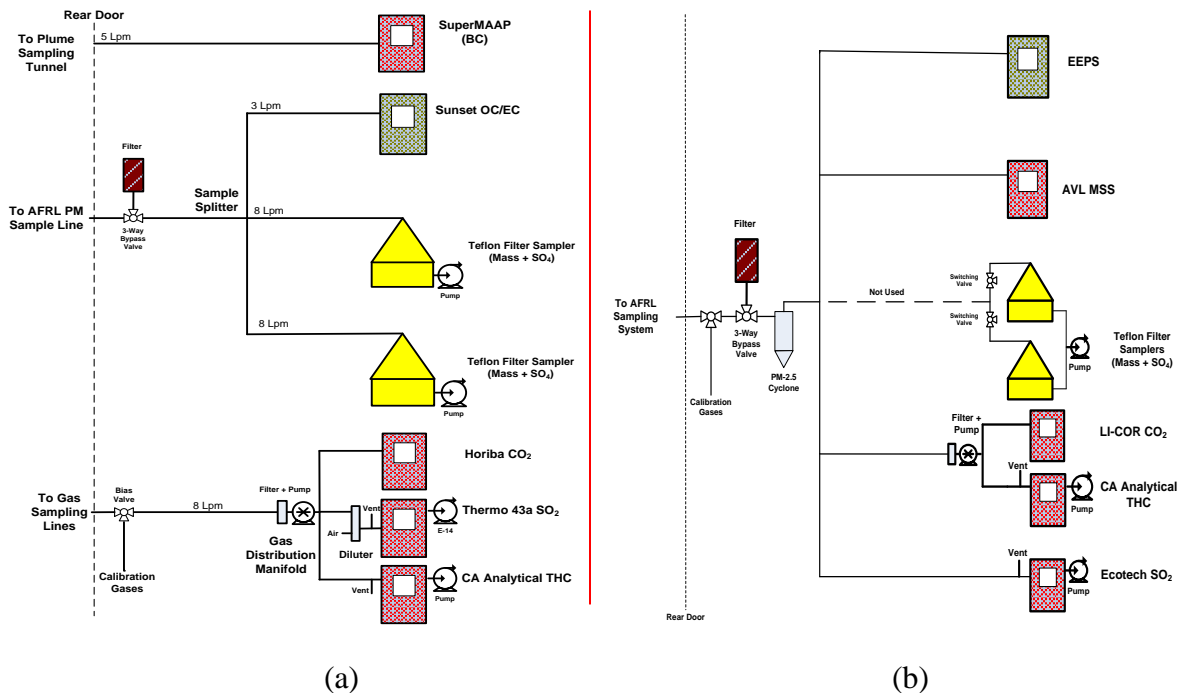 Rear Door
To Plume
Sampling
Tunnel
5 Lpm
SuperMAAP
(BC)
3 Lpm
Sunset OC/EC
Filter
Sample
Splitter
To AFRL PM
Sample Line
3-Way
Bypass
Valve
8 Lpm
Teflon Filter Sampler
(Mass + SO4)
Pump
8 Lpm
Teflon Filter Sampler
(Mass + SO4)
Pump
Horiba CO2
To Gas
Sampling
Lines
Bias
Valve
8 Lpm
Filter + Pump
Vent
Thermo 43a SO2
E-14
Air
Diluter
Gas
Distribution
Manifold
Calibration
Gases
Vent
CA Analytical THC
Pump
(a)
EEPS
AVL MSS
Filter
Switching
Valve
Not Used
To AFRL
Sampling
System
3-Way
Bypass
Valve
Switching
Valve
Teflon Filter
Samplers
(Mass + SO4)
Pump
PM-2.5
Cyclone
Calibration
Gases
Filter +
Pump
LI-COR CO2
Vent
CA Analytical
THC
Pump
Vent
Ecotech SO2
Pump
Rear Door
(b)